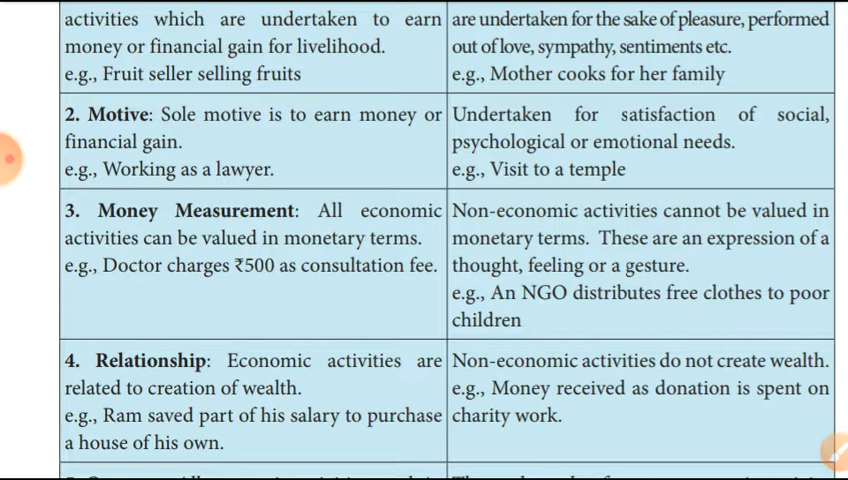 activities which are undertaken to earn
money or financial gain for livelihood.
e.g., Fruit seller selling fruits
are undertaken for the sake of pleasure, performed
out of love, sympathy, sentiments etc.
e.g., Mother cooks for her family
2. Motive: Sole motive is to earn money or
financial gain.
e.g., Working as a lawyer.
Undertaken for satisfaction of social,
psychological or emotional needs.
e.g., Visit to a temple
3. Money Measurement: All economic
activities can be valued in monetary terms.
e.g., Doctor charges ₹500 as consultation fee.
Non-economic activities cannot be valued in
monetary terms. These are an expression of a
thought, feeling or a gesture.
e.g., An NGO distributes free clothes to poor
children
4. Relationship: Economic activities are
related to creation of wealth.
e.g., Ram saved part of his salary to purchase
a house of his own.
Non-economic activities do not create wealth.
e.g., Money received as donation is spent on
charity work.